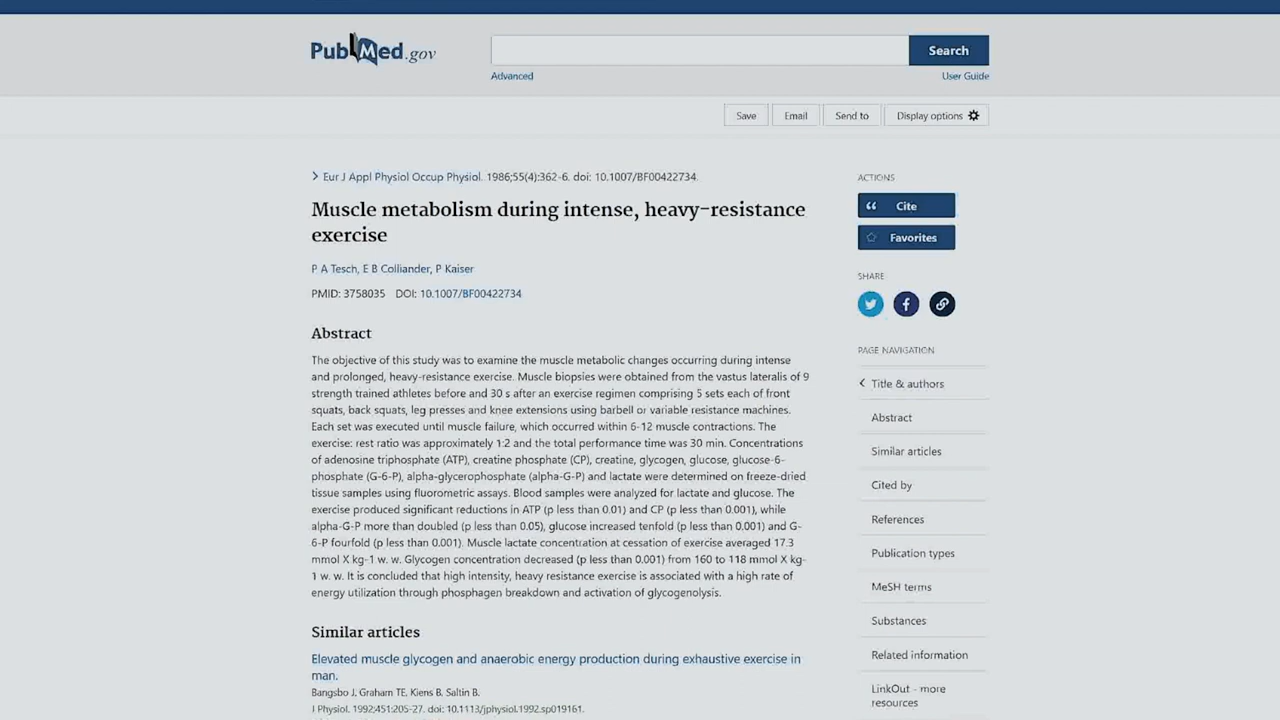 PubMed.gov
Search
Advanced
User Guide
Save
Email
Send to
Display options
Eur J Appl Physiol Occup Physiol. 1986;55(4):362-6. doi: 10.1007/BF00422734.
Muscle metabolism during intense, heavy-resistance
exercise
P A Tesch, E B Colliander, P Kaiser
PMID: 3758035 DOI: 10.1007/BF00422734
Abstract
The objective of this study was to examine the muscle metabolic changes occurring during intense
and prolonged, heavy-resistance exercise. Muscle biopsies were obtained from the vastus lateralis of 9
strength trained athletes before and 30 s after an exercise regimen comprising 5 sets each of front
squats, back squats, leg presses and knee extensions using barbell or variable resistance machines.
Each set was executed until muscle failure, which occurred within 6-12 muscle contractions. The
exercise: rest ratio was approximately 1:2 and the total performance time was 30 min. Concentrations
of adenosine triphosphate (ATP), creatine phosphate (CP), creatine, glycogen, glucose, glucose-6-
phosphate (G-6-P), alpha-glycerophosphate (alpha-G-P) and lactate were determined on freeze-dried
tissue samples using fluorometric assays. Blood samples were analyzed for lactate and glucose. The
exercise produced significant reductions in ATP (p less than 0.01) and CP (p less than 0.001), while
alpha-G-P more than doubled (p less than 0.05), glucose increased tenfold (p less than 0.001) and G-
6-P fourfold (p less than 0.001). Muscle lactate concentration at cessation of exercise averaged 17.3
mmol X kg-1 w. w. Glycogen concentration decreased (p less than 0.001) from 160 to 118 mmol X kg-
1 w. w. It is concluded that high intensity, heavy resistance exercise is associated with a high rate of
energy utilization through phosphagen breakdown and activation of glycogenolysis.
Similar articles
Elevated muscle glycogen and anaerobic energy production during exhaustive exercise in
man.
Bangsbo J, Graham TE, Kiens B, Saltin B.
J Physiol. 1992;451:205-27. doi: 10.1113/jphysiol.1992.sp019161.
ACTIONS
Cite
Favorites
SHARE
PAGE NAVIGATION
Title & authors
Abstract
Similar articles
Cited by
References
Publication types
MeSH terms
Substances
Related information
LinkOut - more
resources